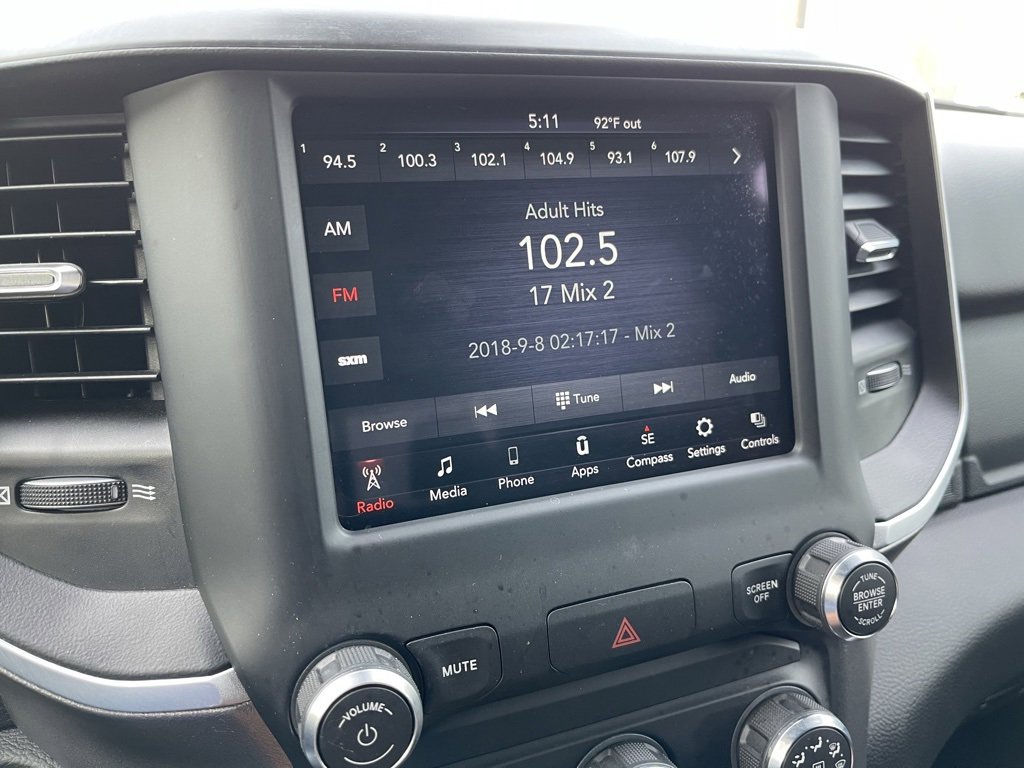 5:11 92°F out
1 94.5 2 100.3 3 102.1 4 104.9 5 93.1 6 107.9
Adult Hits
AM
102.5
FM
17 Mix 2
sxm
2018-9-8 02:17:17 - Mix 2
Browse Tune Audio
Radio Media Phone Apps SE Compass Settings Controls
SCREEN
OFF
TUNE
BROWSE
ENTER
SCROLL
MUTE
VOLUME